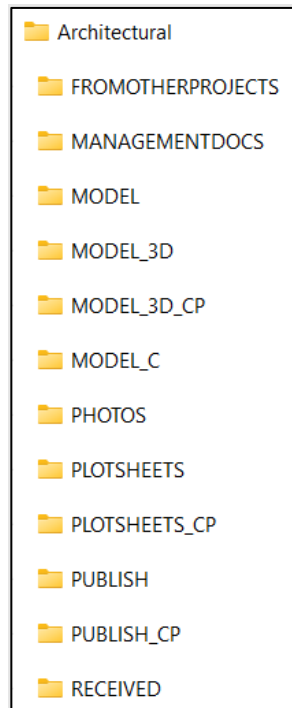 Architectural
FROMOTHERPROJECTS
MANAGEMENTDOCS
MODEL
MODEL_3D
MODEL_3D_CP
MODEL_C
PHOTOS
PLOTSHEETS
PLOTSHEETS_CP
PUBLISH
PUBLISH_CP
RECEIVED